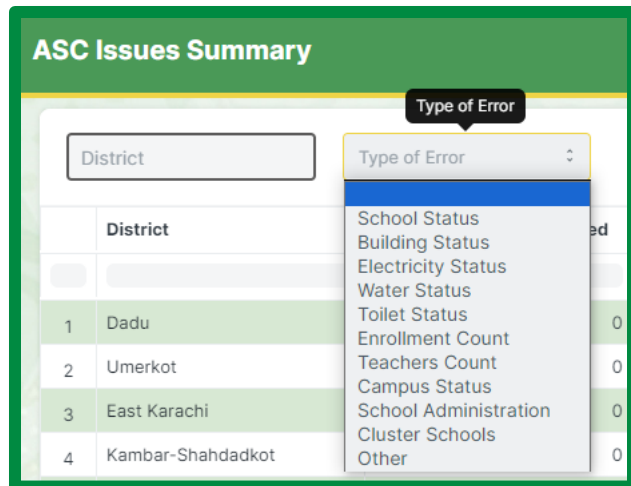 ASC Issues Summary
Type of Error
District
Type of Error
District
ed
School Status
Building Status
Electricity Status
Water Status
Toilet Status
Enrollment Count
Teachers Count
Campus Status
School Administration
Cluster Schools
Other
1 Dadu 0
2 Umerkot 0
3 East Karachi 0
4 Kambar-Shahdadkot 0